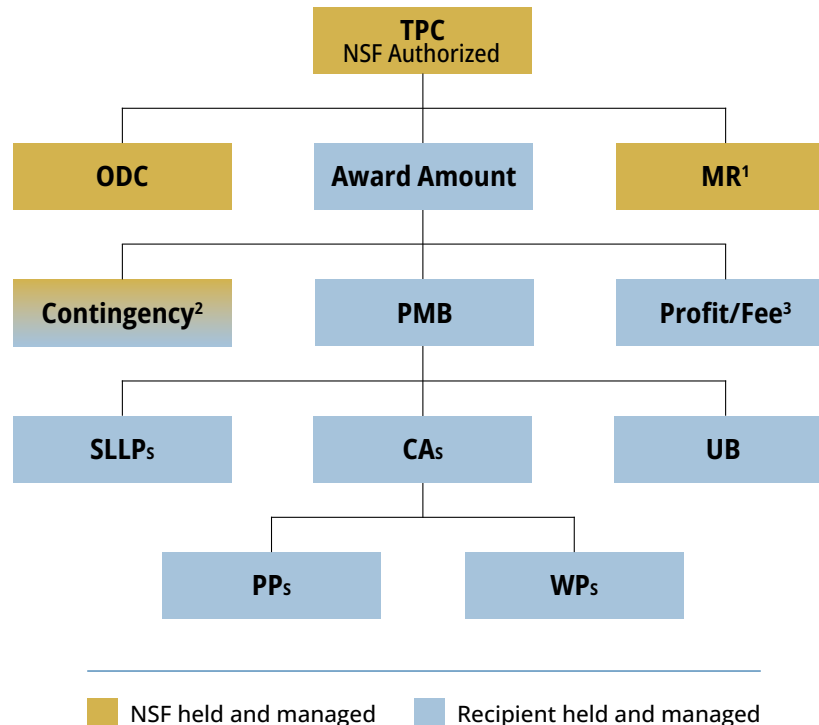 TPC
NSF Authorized
ODC
Award Amount
MR¹
Contingency²
PMB
Profit/Fee³
SLLPs
CAs
UB
PPs
WPs
NSF held and managed
Recipient held and managed